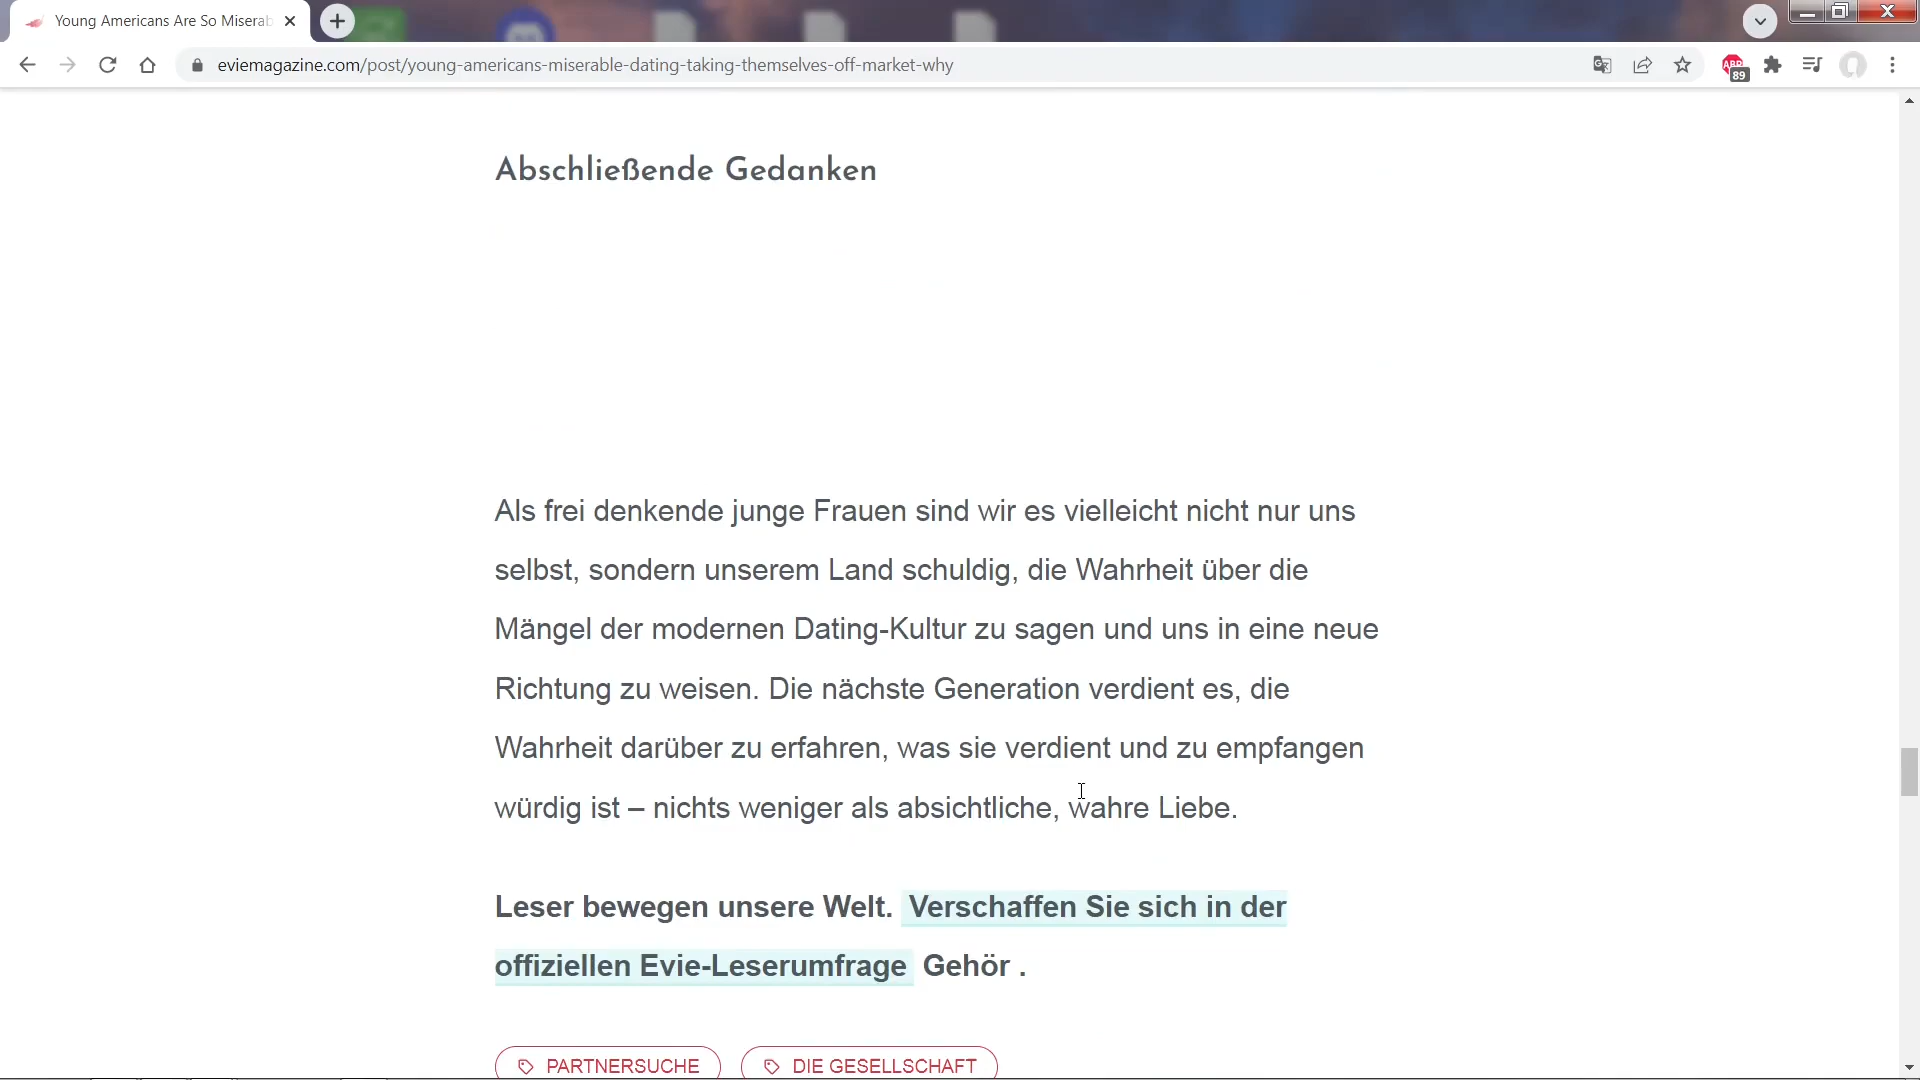 Young Americans Are So Miserab
eviemagazine.com/post/young-americans-miserable-dating-taking-themselves-off-market-why
ABP
89
Abschließende Gedanken
Als frei denkende junge Frauen sind wir es vielleicht nicht nur uns
selbst, sondern unserem Land schuldig, die Wahrheit über die
Mängel der modernen Dating-Kultur zu sagen und uns in eine neue
Richtung zu weisen. Die nächste Generation verdient es, die
Wahrheit darüber zu erfahren, was sie verdient und zu empfangen
würdig ist – nichts weniger als absichtliche, wahre Liebe.
Leser bewegen unsere Welt. Verschaffen Sie sich in der
offiziellen Evie-Leserumfrage Gehör .
PARTNERSUCHE DIE GESELLSCHAFT